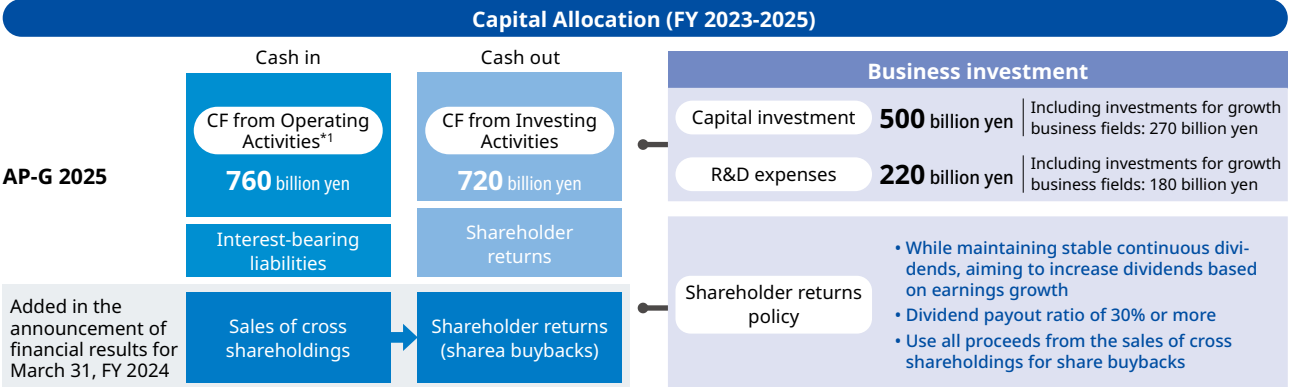 Capital Allocation (FY 2023-2025)
Cash in
Cash out
AP-G 2025
CF from Operating
Activities*1
760 billion yen
CF from Investing
Activities
720 billion yen
Interest-bearing
liabilities
Shareholder
returns
Added in the
announcement of
financial results for
March 31, FY 2024
Sales of cross
shareholdings
Shareholder returns
(sharea buybacks)
Business investment
Capital investment
500 billion yen
Including investments for growth
business fields: 270 billion yen
R&D expenses
220 billion yen
Including investments for growth
business fields: 180 billion yen
Shareholder returns
policy
• While maintaining stable continuous divi-
dends, aiming to increase dividends based
on earnings growth
• Dividend payout ratio of 30% or more
• Use all proceeds from the sales of cross
shareholdings for share buybacks